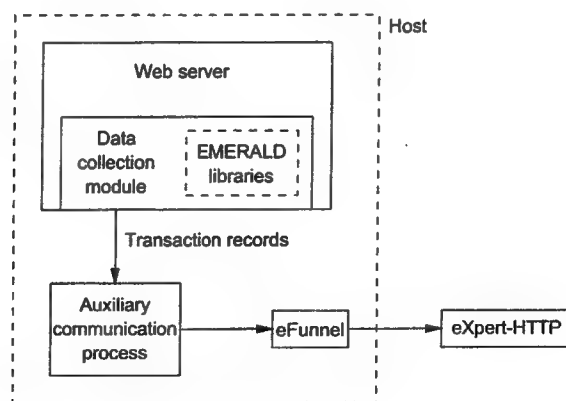 Host
Web server
Data
collection
module
EMERALD
libraries
Transaction records
Auxiliary
communication
process
eFunnel
eXpert-HTTP